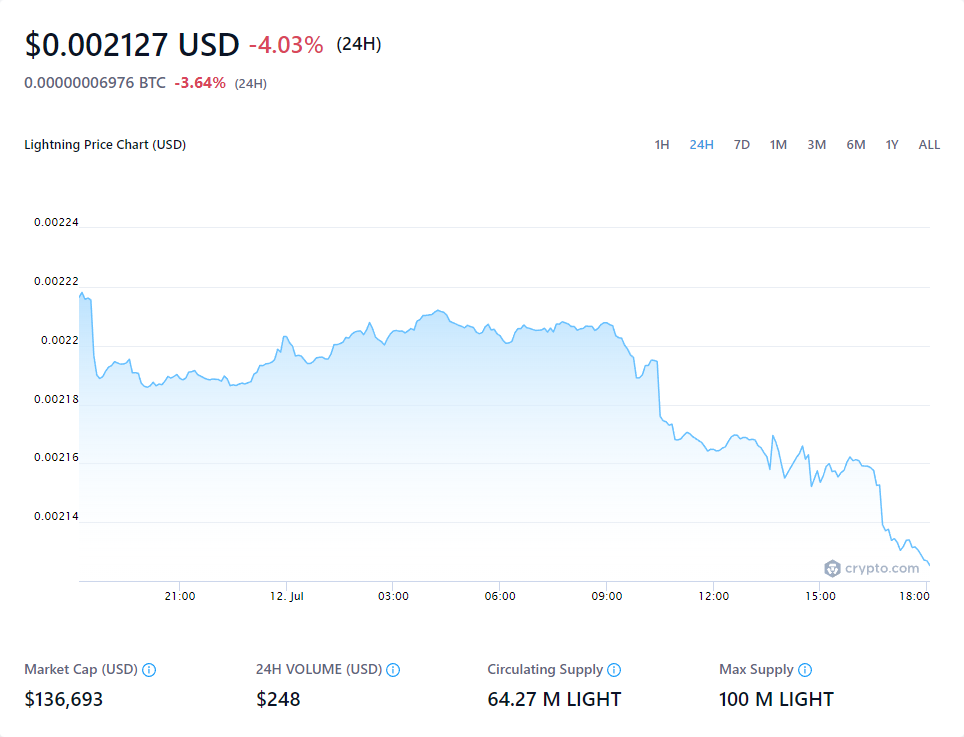 $0.002127 USD -4.03% (24H)
0.00000006976 BTC -3.64% (24H)
Lightning Price Chart (USD) 1H 24H 7D 1M 3M 6M 1Y ALL
0.00224
0.00222
0.0022
0.00218
0.00216
0.00214
crypto.com
21:00 12. Jul 03:00 06:00 09:00 12:00 15:00 18:00
Market Cap (USD) 24H VOLUME (USD) Circulating Supply Max Supply
$136,693 $248 64.27 M LIGHT 100 M LIGHT